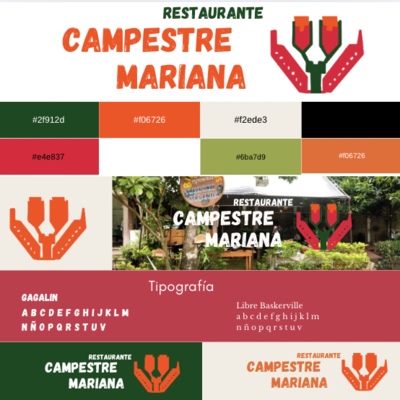 RESTAURANTE
CAMPESTRE
MARIANA
#2f912d
#f06726
#f2ede3
#e4e837
#6ba7d9
#f06726
RESTAURANTE
CAMPESTRE
MARIANA
Tipografía
GAGALIN
A B C D E F G H I J K L M
N Ñ O P Q R S T U V
Libre Baskerville
a b c d e f g h i j k l m
n ñ o p q r s t u v
RESTAURANTE
CAMPESTRE
MARIANA
RESTAURANTE
CAMPESTRE
MARIANA